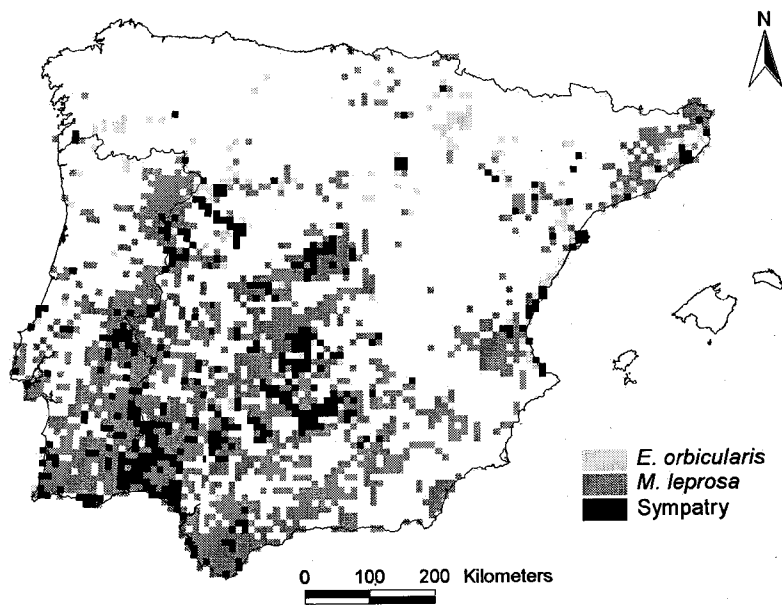 N
E. orbicularis
M. leprosa
Sympatry
0 100 200 Kilometers